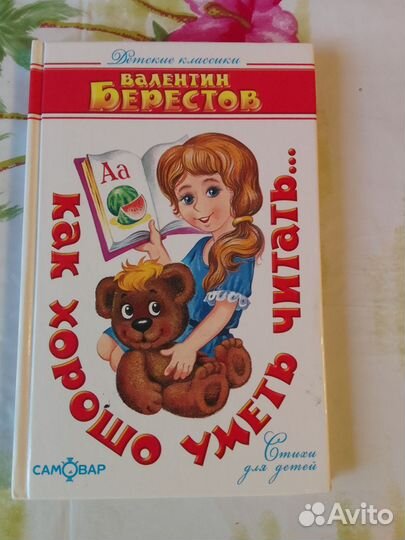 Детские классики
ВАЛЕНТИН
БЕРЕСТОВ
Аа
КАК ХОРОШО УМЕТЬ ЧИТАТЬ...
Стихи
для детей
САМОВАР
Avito